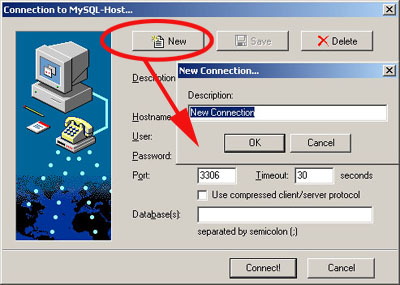 Connection to MySQL-Host...
New
Save
Delete
New Connection...
Description:
New Connection
OK
Cancel
Description
Hostname
User:
Password:
Port:
3306
Timeout:
30
seconds
Use compressed client/server protocol
Database(s):
separated by semicolon (;)
Connect!
Cancel